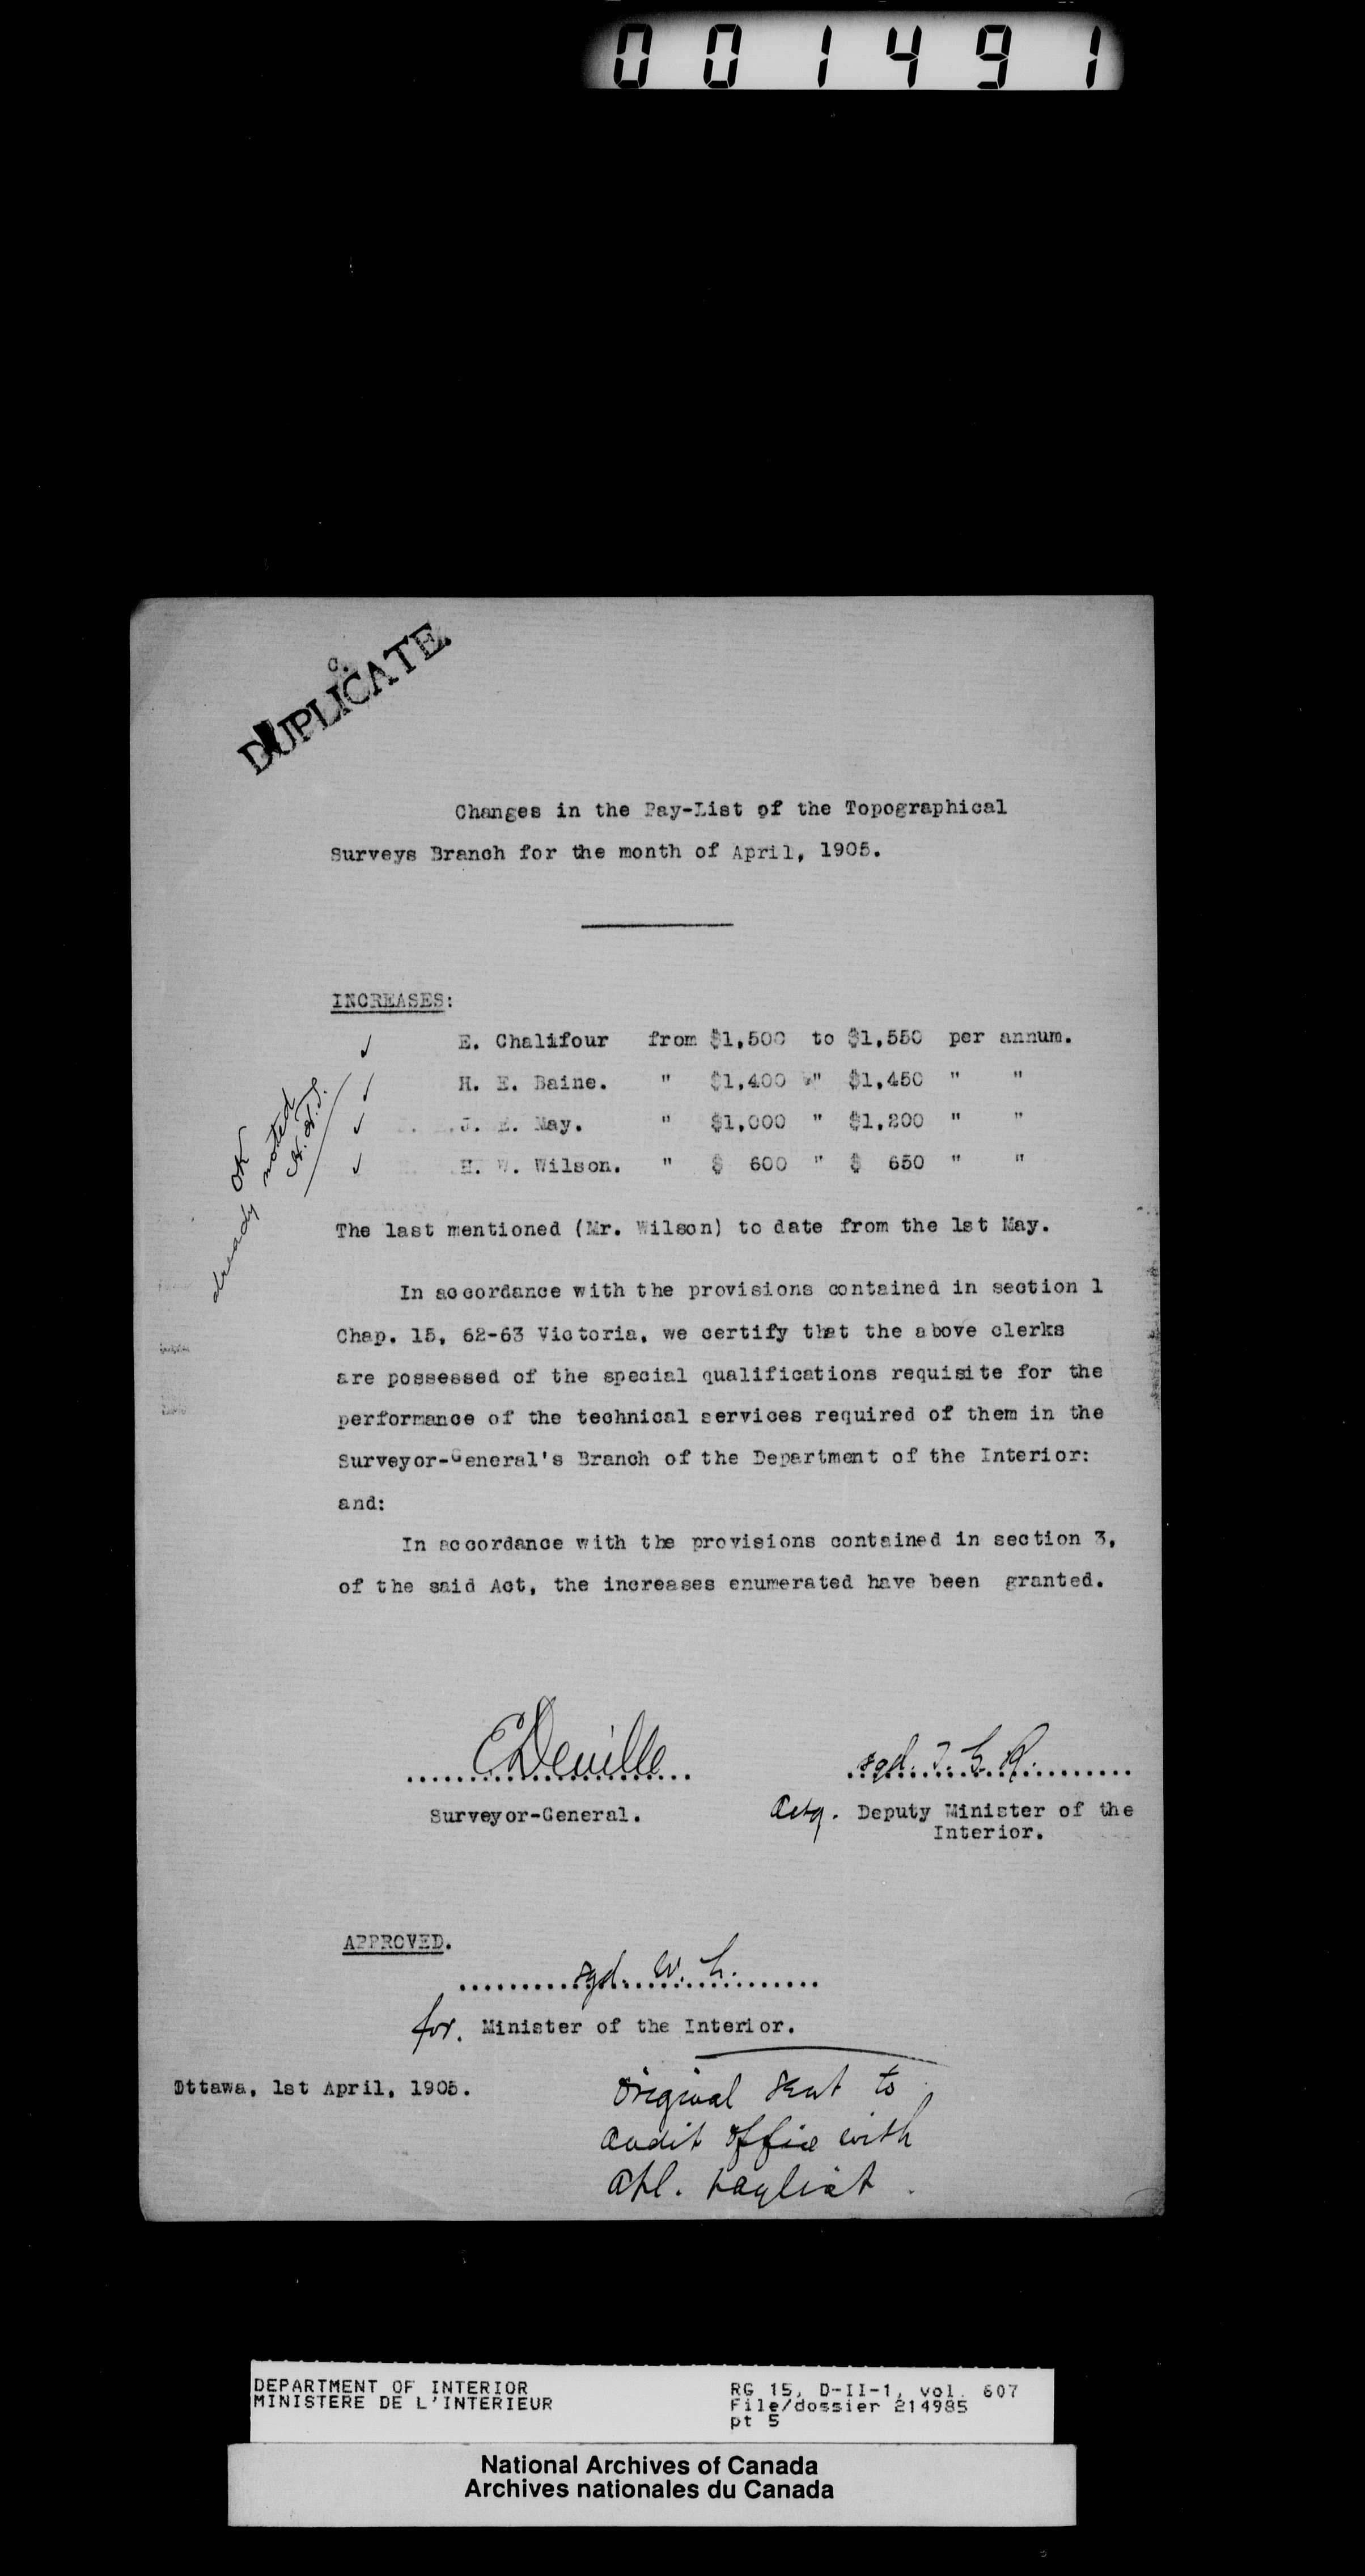 001491
C.
DUPLICATE.
Changes in the Pay-List of the Topographical
Surveys Branch for the month of April, 1905.
INCREASES:
E. Chalifour from $1,500 to $1,550 per annum.
H. E. Baine. " $1,400 " $1,450 " "
J. E. May. " $1,000 " $1,200 " "
H. W. Wilson. " $ 600 " $ 650 " "
OK
already noted
The last mentioned (Mr. Wilson) to date from the 1st May.
In accordance with the provisions contained in section 1
Chap. 15, 62-63 Victoria, we certify that the above clerks
are possessed of the special qualifications requisite for the
performance of the technical services required of them in the
Surveyor-General's Branch of the Department of the Interior:
and:
In accordance with the provisions contained in section 3,
of the said Act, the increases enumerated have been granted.
E Deville
Surveyor-General.
sgd. T. G. R.
Actg. Deputy Minister of the
Interior.
APPROVED.
sgd. W. L.
for. Minister of the Interior.
Ottawa, 1st April, 1905.
Original sent to
Audit Office with
Apl. paylist.
DEPARTMENT OF INTERIOR
MINISTERE DE L'INTERIEUR
RG 15, D-II-1, vol. 607
File/dossier 214985
pt 5
National Archives of Canada
Archives nationales du Canada